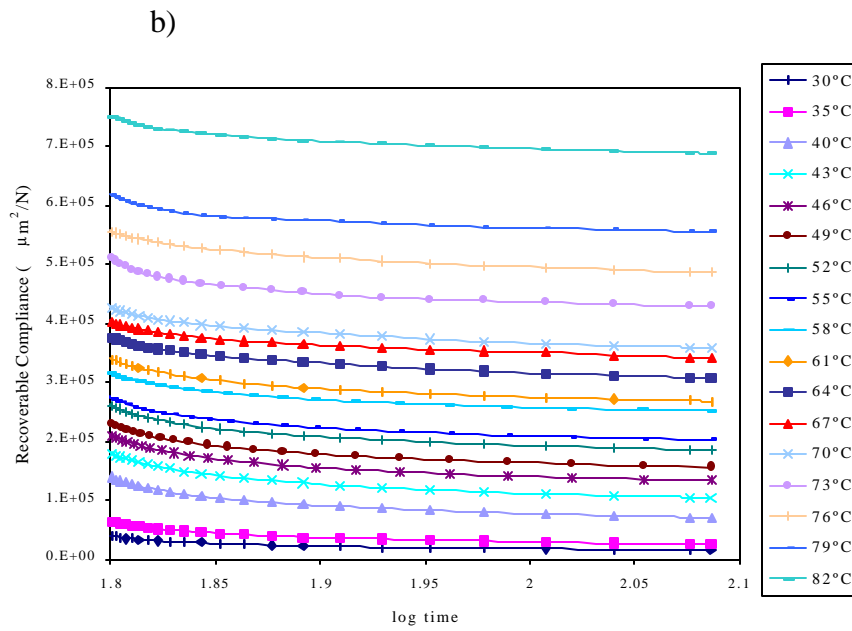 b)
8.E+05
7.E+05
6.E+05
5.E+05
4.E+05
3.E+05
2.E+05
1.E+05
0.E+00
Recoverable Compliance ( μm²/N)
1.8
1.85
1.9
1.95
2
2.05
2.1
log time
30°C
35°C
40°C
43°C
46°C
49°C
52°C
55°C
58°C
61°C
64°C
67°C
70°C
73°C
76°C
79°C
82°C